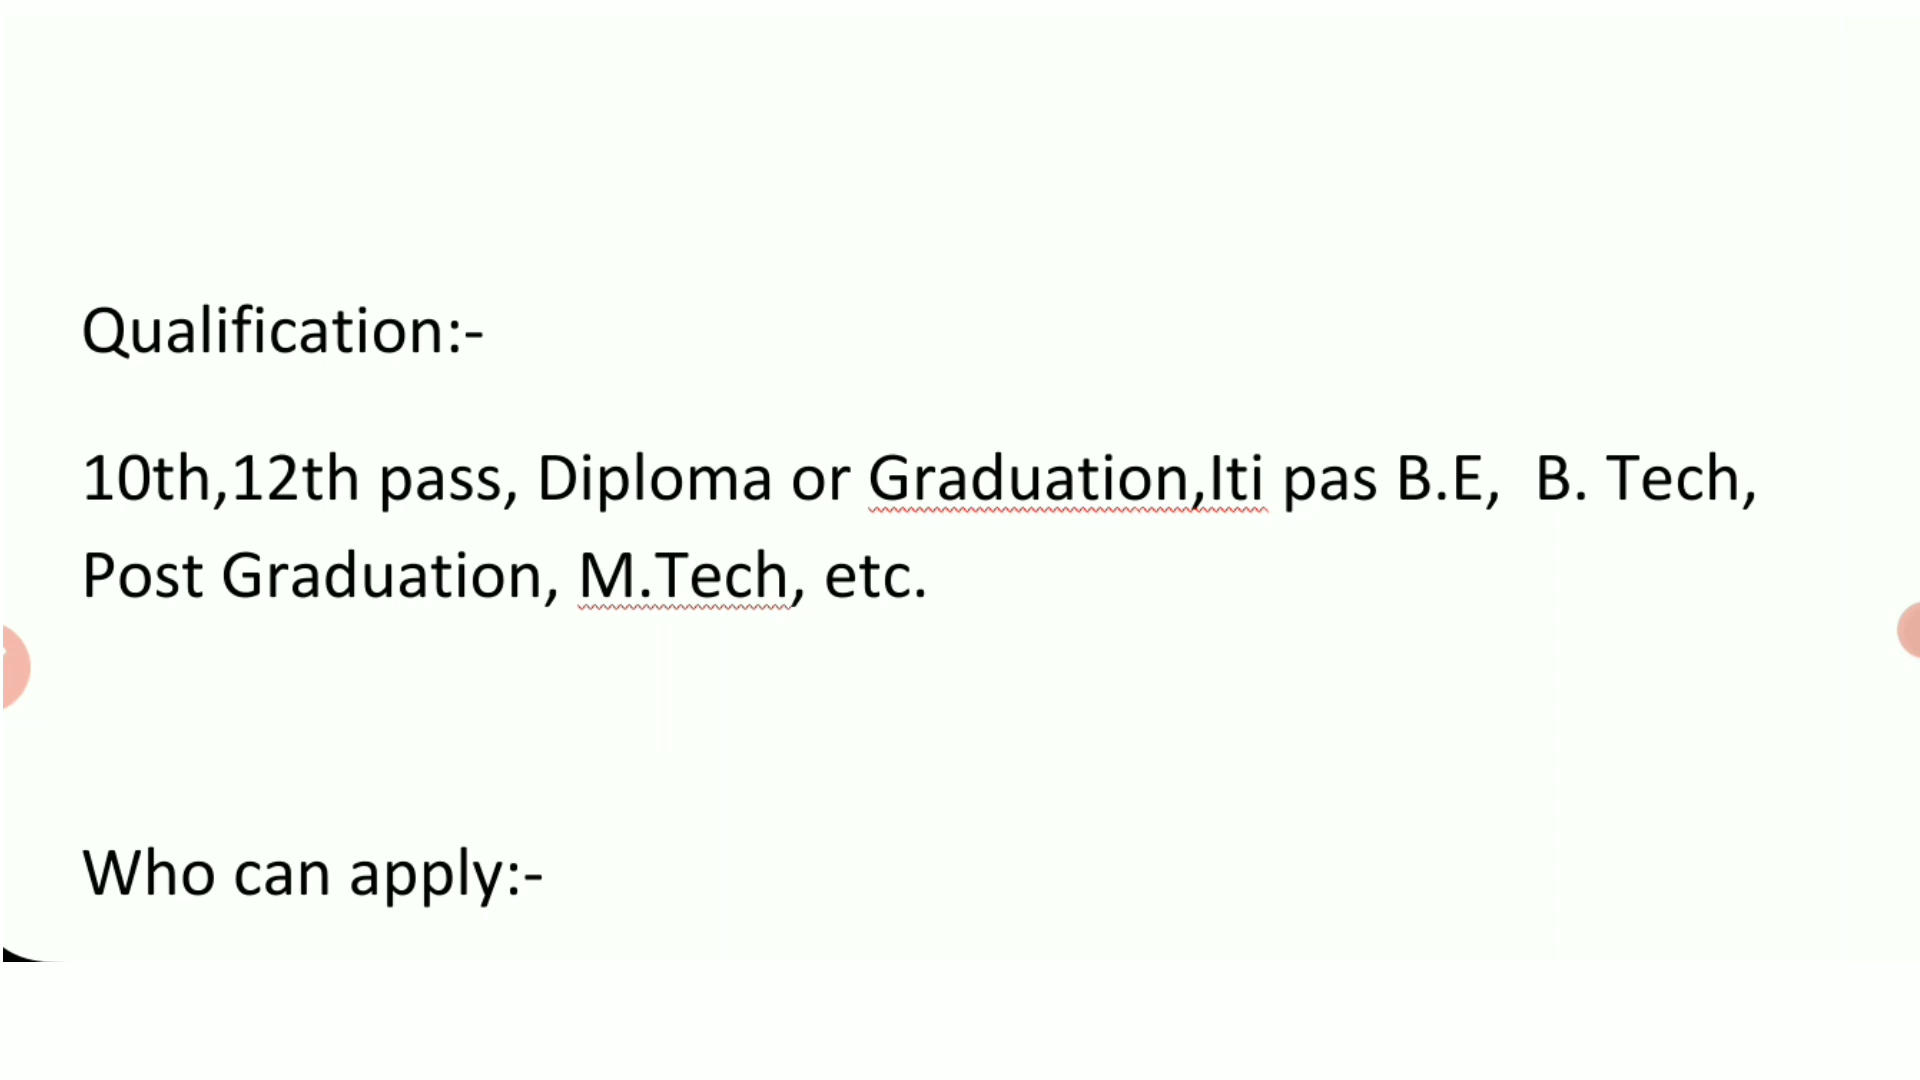 Qualification:-
10th,12th pass, Diploma or Graduation,Iti pas B.E,  B. Tech,
Post Graduation, M.Tech, etc.
Who can apply:-